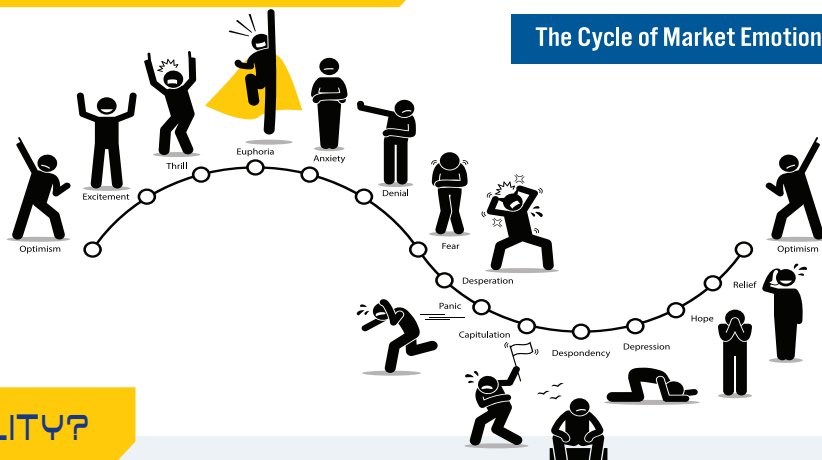 The Cycle of Market Emotion
Optimism
Excitement
Thrill
Euphoria
Anxiety
Denial
Fear
Desperation
Panic
Capitulation
Despondency
Depression
Hope
Relief
Optimism
LITY?